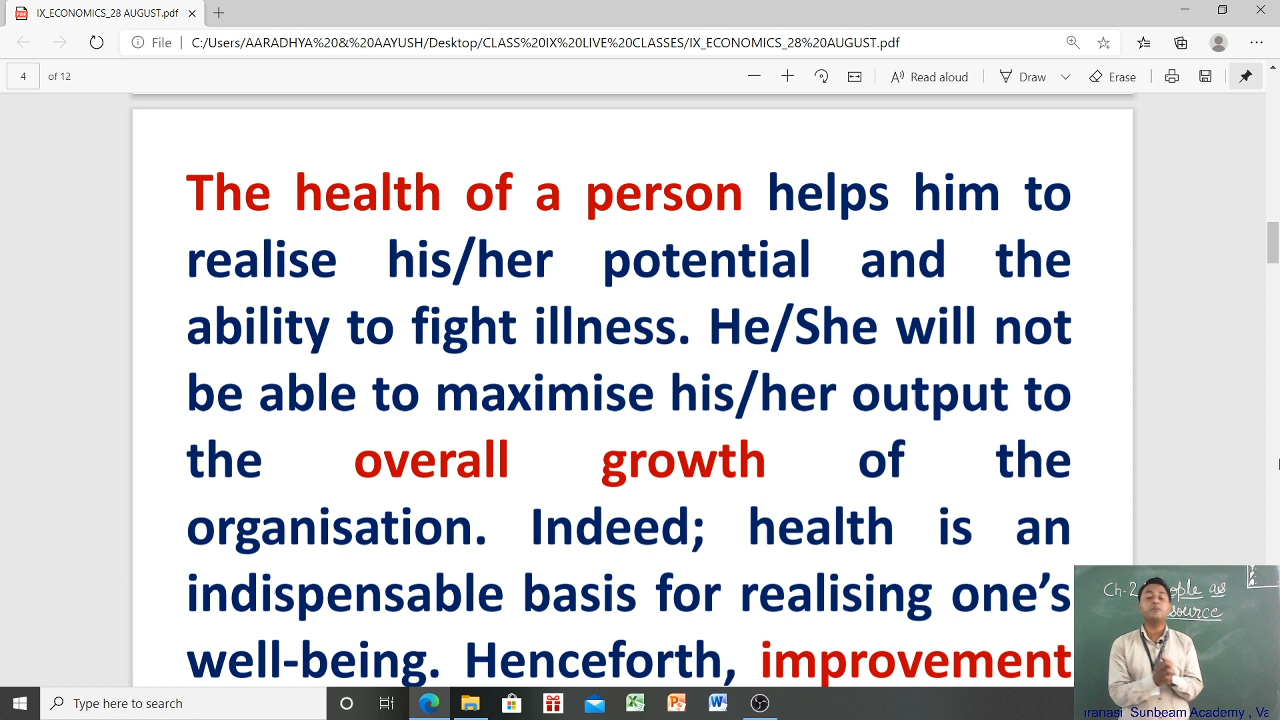 IX_ECONOMICS_28 AUGUST.pdf
File
C:/Users/AARADHYA%20&%20AAYUSH/Desktop/CLASS%20IX%20LIVE%20CLASSES/IX_ECONOMICS_28%20AUGUST.pdf
4 of 12
Read aloud
Draw
Erase
The health of a person helps him to
realise his/her potential and the
ability to fight illness. He/She will not
be able to maximise his/her output to
the overall growth of the
organisation. Indeed; health is an
indispensable basis for realising one’s
well-being. Henceforth, improvement
Ch-2
Sunbeam Academy , Va
Type here to search